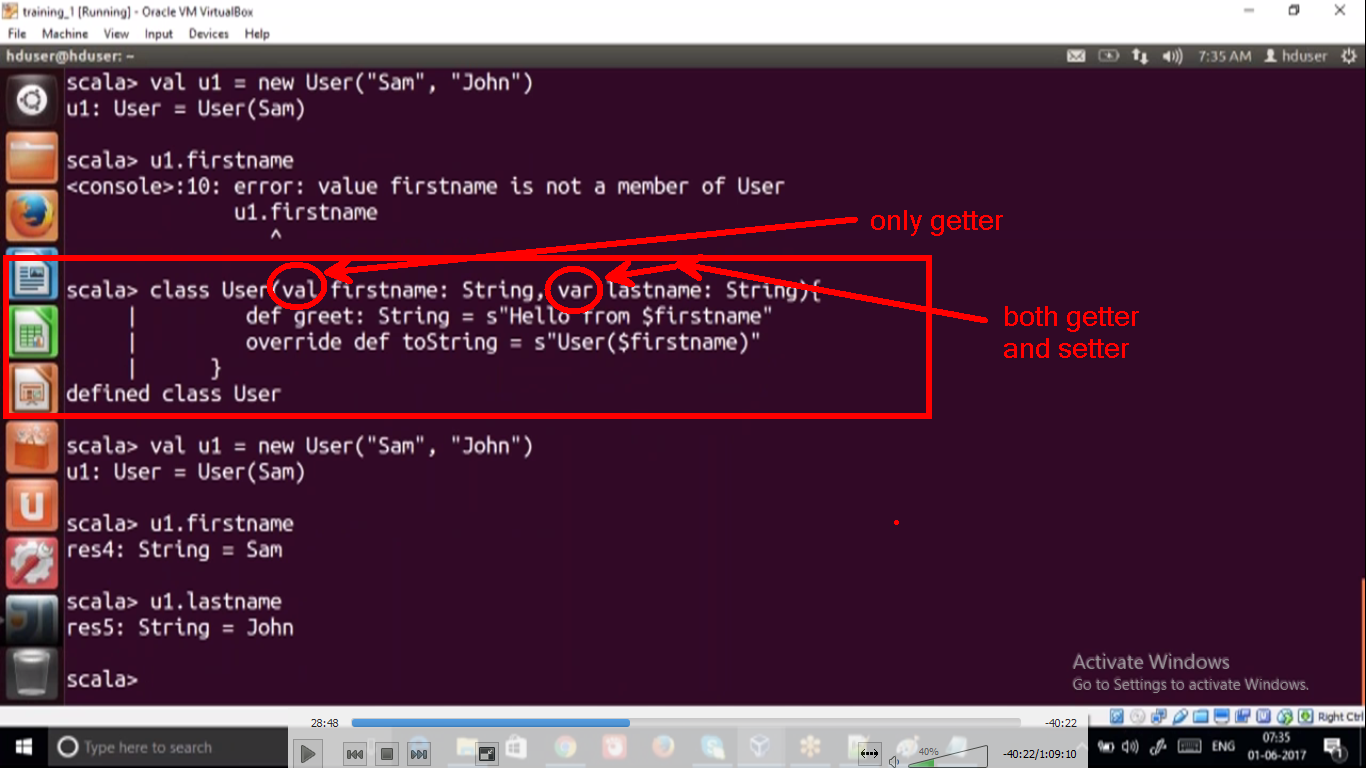 training_1 [Running] - Oracle VM VirtualBox
File Machine View Input Devices Help
hduser@hduser: ~
7:35 AM hduser
scala> val u1 = new User("Sam", "John")
u1: User = User(Sam)
scala> u1.firstname
<console>:10: error: value firstname is not a member of User
u1.firstname
^
only getter
scala> class User(val firstname: String, var lastname: String){
| def greet: String = s"Hello from $firstname"
| override def toString = s"User($firstname)"
| }
defined class User
both getter
and setter
scala> val u1 = new User("Sam", "John")
u1: User = User(Sam)
scala> u1.firstname
res4: String = Sam
scala> u1.lastname
res5: String = John
scala>
Activate Windows
Go to Settings to activate Windows.
28:48
-40:22
Right Ctrl
Type here to search
40%
-40:22/1:09:10
ENG
07:35
01-06-2017